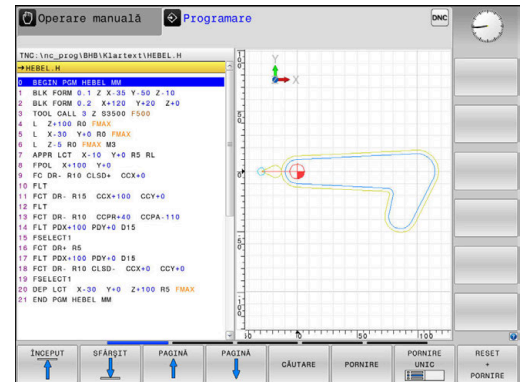 Operare manuală
Programare
DNC
TNC:\nc_prog\BHB\Klartext\HEBEL.H
→HEBEL.H
0 BEGIN PGM HEBEL MM
1 BLK FORM 0.1 Z X-35 Y-50 Z-10
2 BLK FORM 0.2 X+120 Y+20 Z+0
3 TOOL CALL 3 Z S3500 F500
4 L Z+100 R0 FMAX
5 L X-30 Y+0 R0 FMAX
6 L Z-5 R0 FMAX M3
7 APPR LCT X-10 Y+0 R5 RL
8 FPOL X+100 Y+0
9 FC DR- R10 CLSD+ CCX+0
10 FLT
11 FCT DR- R15 CCX+100 CCY+0
12 FLT
13 FCT DR- R10 CCPR+40 CCPA-110
14 FLT PDX+100 PDY+0 D15
15 FSELECT1
16 FCT DR+ R5
17 FLT PDX+100 PDY+0 D15
18 FCT DR- R10 CLSD- CCX+0 CCY+0
19 FSELECT1
20 DEP LCT X-30 Y+0 Z+100 R5 FMAX
21 END PGM HEBEL MM
Y
X
0
50
100
ÎNCEPUT
SFÂRŞIT
PAGINĂ
PAGINĂ
CĂUTARE
PORNIRE
PORNIRE
UNIC
RESET
+
PORNIRE